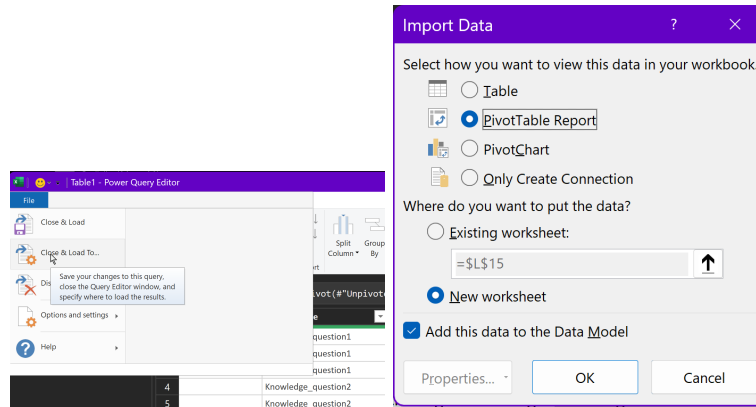 Table1 - Power Query Editor
File
Close & Load
Close & Load To...
Save your changes to this query,
close the Query Editor window, and
specify where to load the results.
Options and settings
Help
Split
Column
Group
By
question1
question1
question1
4 Knowledge_question2
5 Knowledge_question2
Import Data
?
Select how you want to view this data in your workbook
Table
PivotTable Report
PivotChart
Only Create Connection
Where do you want to put the data?
Existing worksheet:
=$L$15
New worksheet
Add this data to the Data Model
Properties...
OK
Cancel